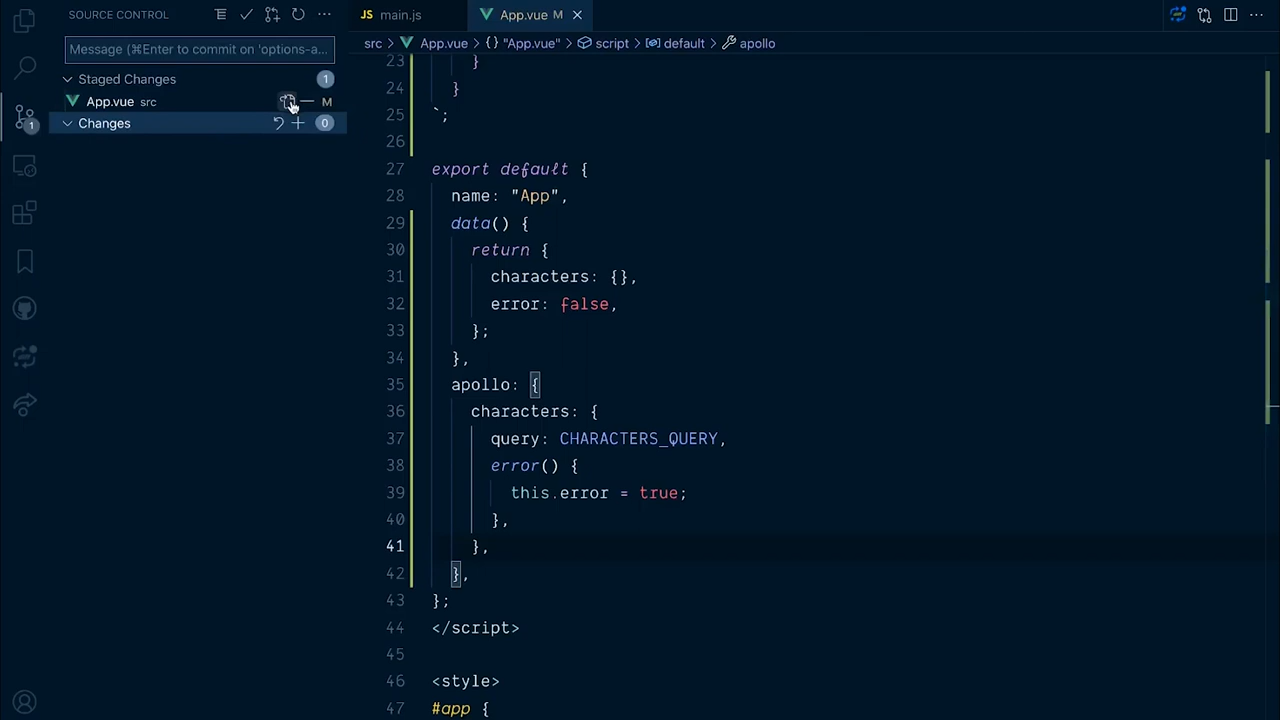 SOURCE CONTROL
Message (⌘Enter to commit on 'options-a...
Staged Changes 1
App.vue src M
Changes 0
1
main.js
App.vue M
src > App.vue > {} "App.vue" > script > default > apollo
23 }
24 }
25 `;
26
27 export default {
28 name: "App",
29 data() {
30 return {
31 characters: {},
32 error: false,
33 };
34 },
35 apollo: {
36 characters: {
37 query: CHARACTERS_QUERY,
38 error() {
39 this.error = true;
40 },
41 },
42 },
43 };
44 </script>
45
46 <style>
47 #app {